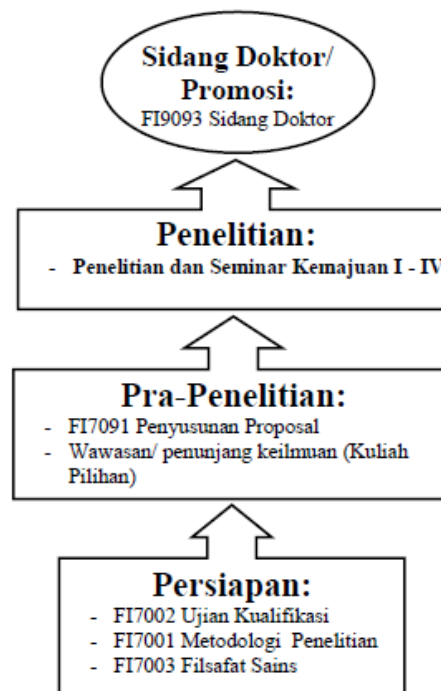 Sidang Doktor/
Promosi:
FI9093 Sidang Doktor
Penelitian:
- Penelitian dan Seminar Kemajuan I - IV
Pra-Penelitian:
- FI7091 Penyusunan Proposal
- Wawasan/ penunjang keilmuan (Kuliah
Pilihan)
Persiapan:
- FI7002 Ujian Kualifikasi
- FI7001 Metodologi Penelitian
- FI7003 Filsafat Sains